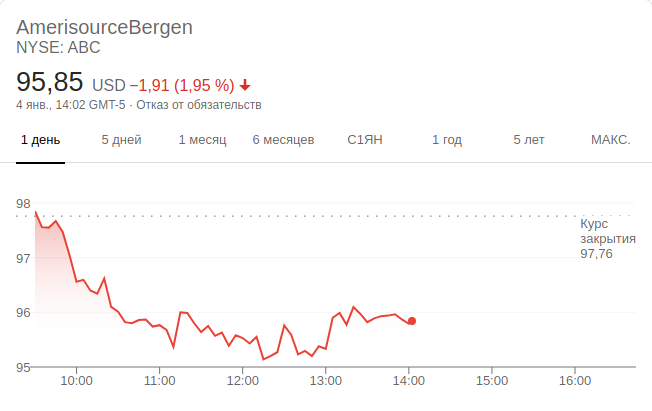 AmerisourceBergen
NYSE: ABC
95,85 USD −1,91 (1,95 %)
4 янв., 14:02 GMT-5 · Отказ от обязательств
1 день 5 дней 1 месяц 6 месяцев С1ЯН 1 год 5 лет МАКС.
98
Курс
закрытия
97,76
97
96
95
10:00 11:00 12:00 13:00 14:00 15:00 16:00